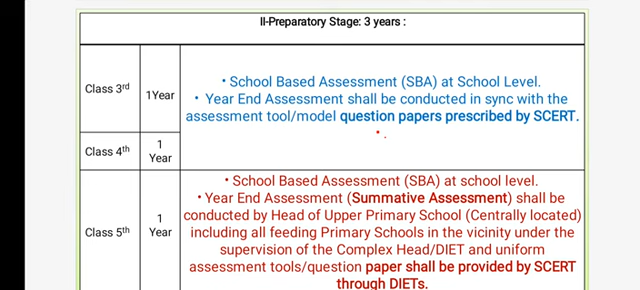 II-Preparatory Stage: 3 years :
Class 3rd
1Year
• School Based Assessment (SBA) at School Level.
• Year End Assessment shall be conducted in sync with the
assessment tool/model question papers prescribed by SCERT.
• .
Class 4th
1
Year
Class 5th
1
Year
• School Based Assessment (SBA) at school level.
• Year End Assessment (Summative Assessment) shall be
conducted by Head of Upper Primary School (Centrally located)
including all feeding Primary Schools in the vicinity under the
supervision of the Complex Head/DIET and uniform
assessment tools/question paper shall be provided by SCERT
through DIETs.